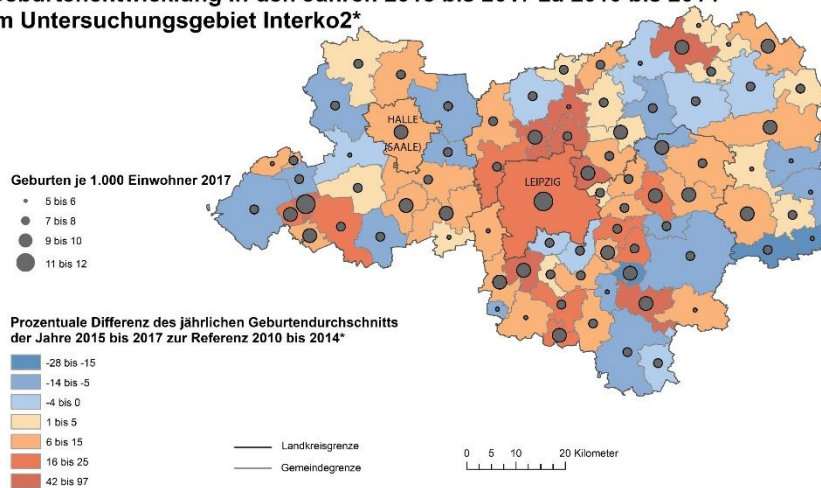 m Untersuchungsgebiet Interko2*
HALLE
(SAALE)
LEIPZIG
Geburten je 1.000 Einwohner 2017
5 bis 6
7 bis 8
9 bis 10
11 bis 12
Prozentuale Differenz des jährlichen Geburtendurchschnitts
der Jahre 2015 bis 2017 zur Referenz 2010 bis 2014*
-28 bis -15
-14 bis -5
-4 bis 0
1 bis 5
6 bis 15
16 bis 25
42 bis 97
Landkreisgrenze
Gemeindegrenze
0 5 10 20 Kilometer